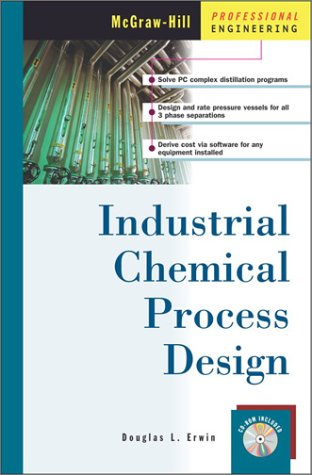 McGraw-Hill
PROFESSIONAL
ENGINEERING
Solve PC complex distillation programs
Design and rate pressure vessels for all
3 phase separations
Derive cost via software for any
equipment installed
Industrial
Chemical
Process
Design
Douglas L. Erwin
CD-ROM INCLUDED